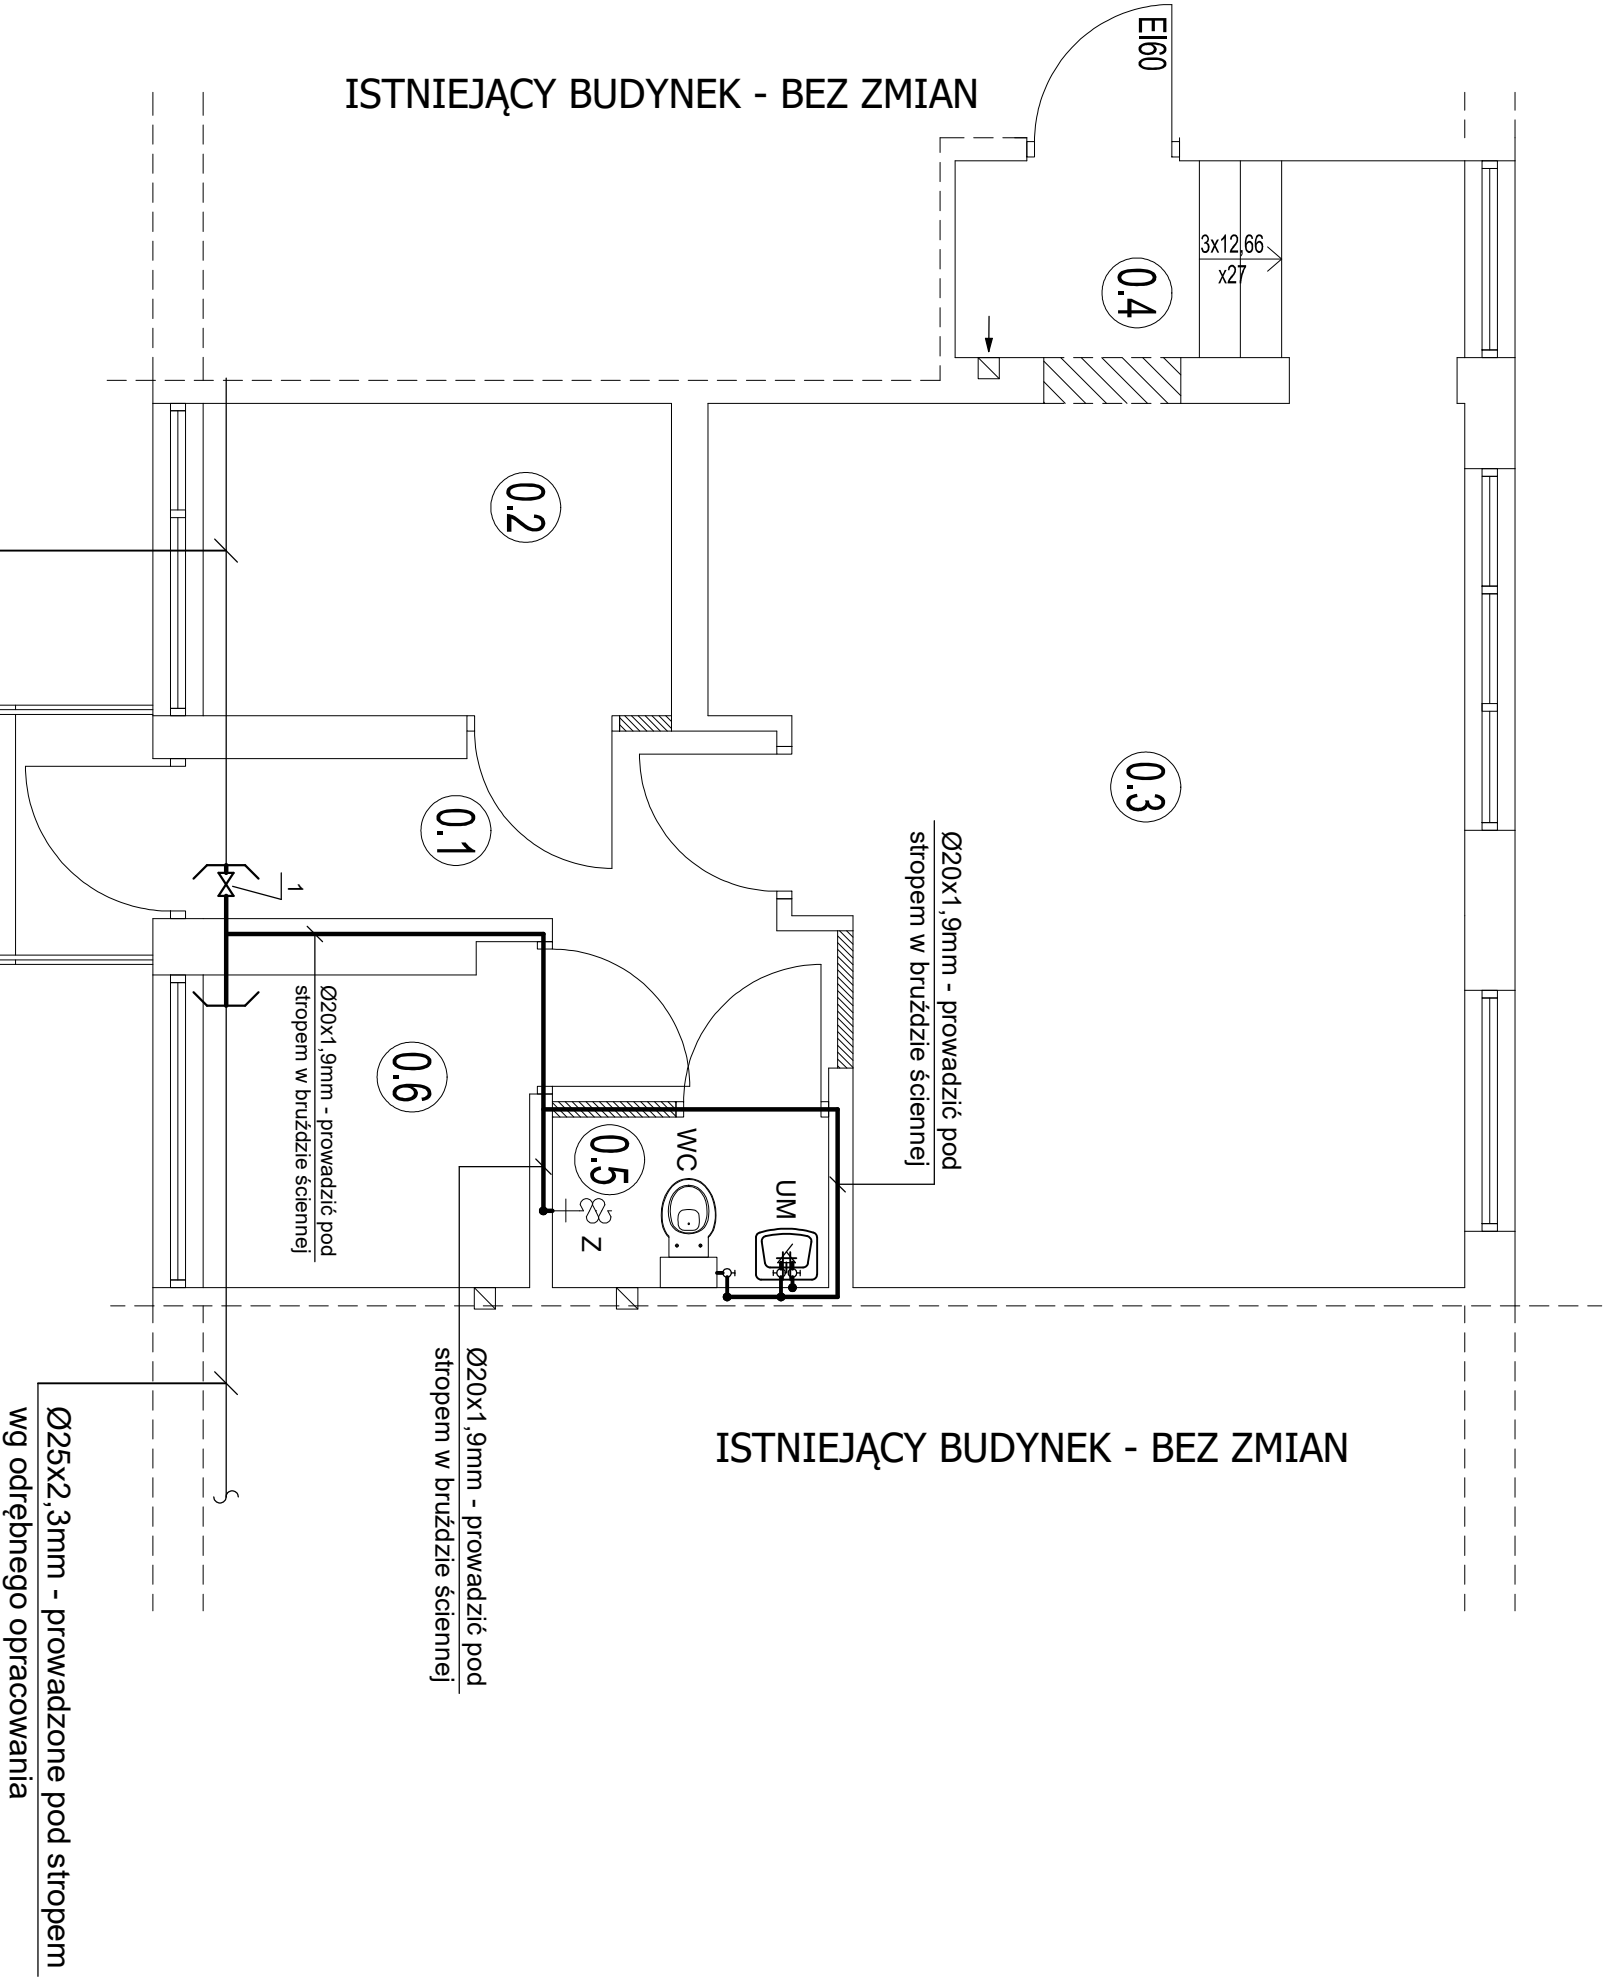 ISTNIEJĄCY BUDYNEK - BEZ ZMIAN
EI60
3x12,66
x27
0.4
0.2
0.3
0.1
1
Ø20x1,9mm - prowadzić pod
stropem w bruździe ściennej
Ø20x1,9mm - prowadzić pod
stropem w bruździe ściennej
0.6
0.5
WC
UM
Z
Ø20x1,9mm - prowadzić pod
stropem w bruździe ściennej
ISTNIEJĄCY BUDYNEK - BEZ ZMIAN
Ø25x2,3mm - prowadzone pod stropem
wg odrębnego opracowania